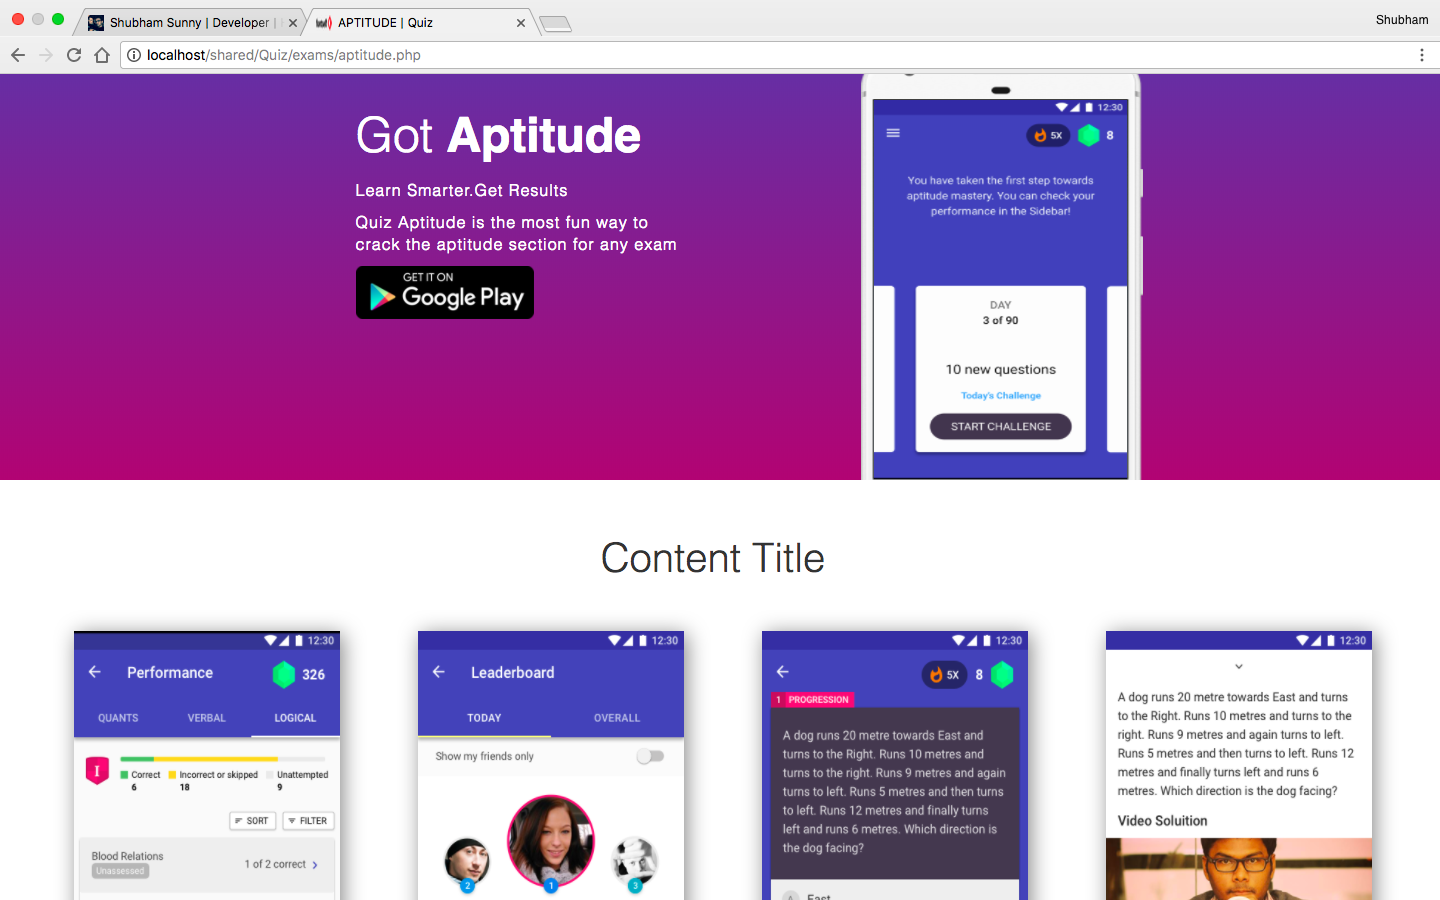 Shubham Sunny | Developer |
APTITUDE | Quiz
Shubham
localhost/shared/Quiz/exams/aptitude.php
Got Aptitude
Learn Smarter.Get Results
Quiz Aptitude is the most fun way to
crack the aptitude section for any exam
GET IT ON
Google Play
12:30
5X
8
You have taken the first step towards
aptitude mastery. You can check your
performance in the Sidebar!
DAY
3 of 90
10 new questions
Today's Challenge
START CHALLENGE
Content Title
12:30
Performance
326
QUANTS
VERBAL
LOGICAL
I
Correct
6
Incorrect or skipped
18
Unattempted
9
SORT
FILTER
Blood Relations
Unassessed
1 of 2 correct
12:30
Leaderboard
TODAY
OVERALL
Show my friends only
2
1
3
12:30
5X
8
1 PROGRESSION
A dog runs 20 metre towards East and
turns to the Right. Runs 10 metres and
turns to the right. Runs 9 metres and again
turns to left. Runs 5 metres and then turns
to left. Runs 12 metres and finally turns
left and runs 6 metres. Which direction is
the dog facing?
A
East
12:30
A dog runs 20 metre towards East and turns
to the Right. Runs 10 metres and turns to the
right. Runs 9 metres and again turns to left.
Runs 5 metres and then turns to left. Runs 12
metres and finally turns left and runs 6
metres. Which direction is the dog facing?
Video Soluition